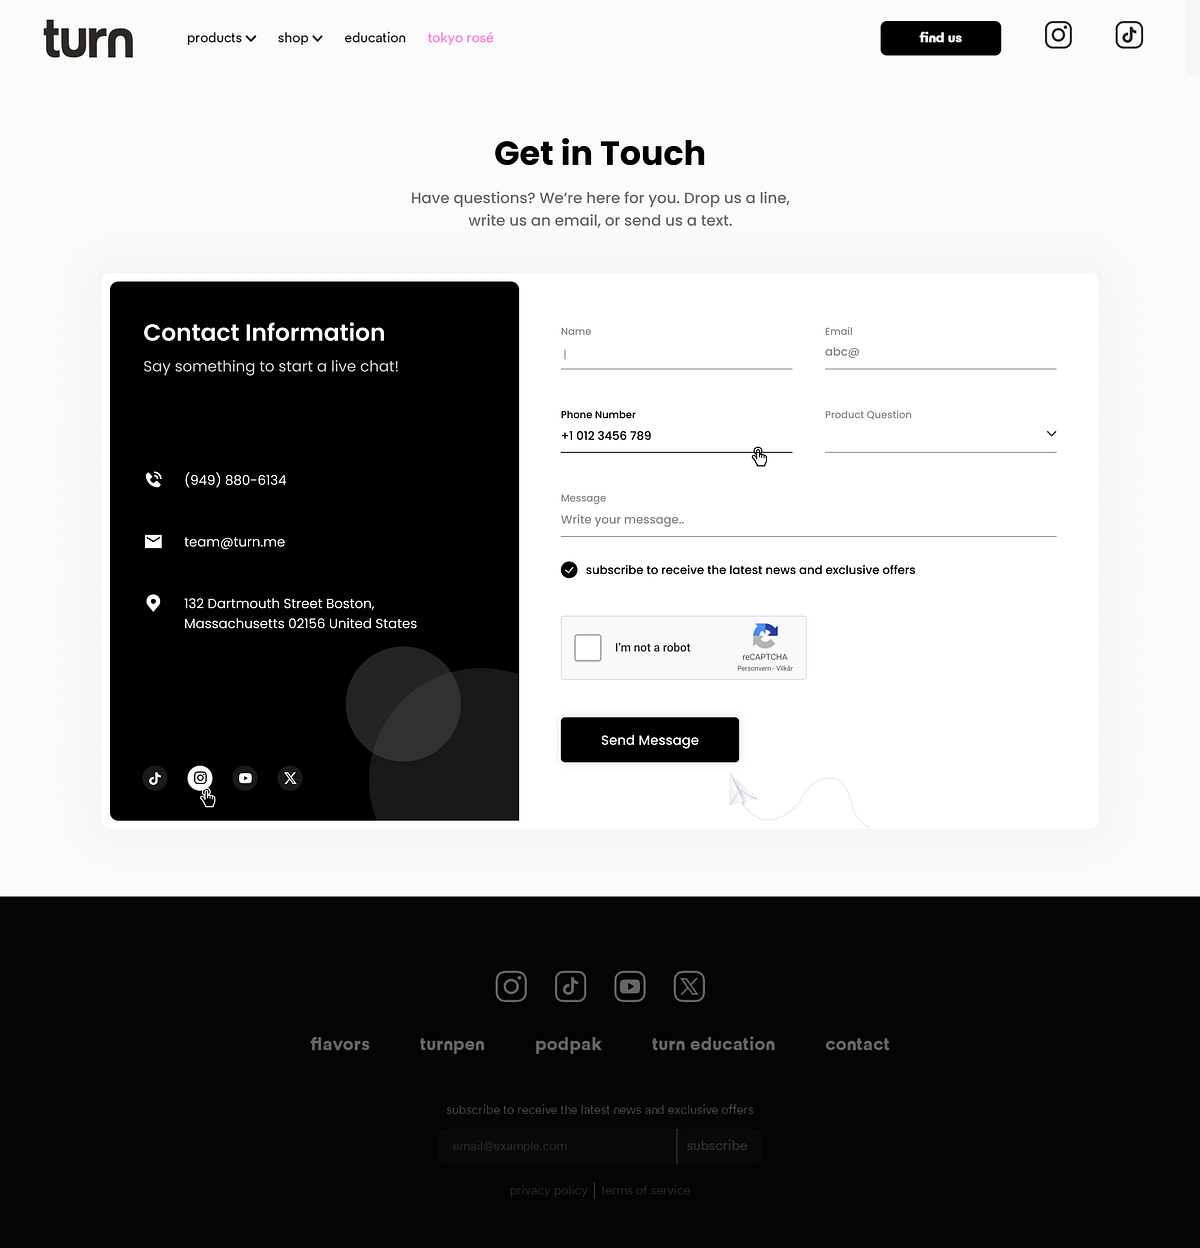 turn
products shop education tokyo rosé find us
Get in Touch
Have questions? We're here for you. Drop us a line,
write us an email, or send us a text.
Contact Information
Say something to start a live chat!
(949) 880-6134
team@turn.me
132 Dartmouth Street Boston,
Massachusetts 02156 United States
Name
Email
abc@
Phone Number
+1 012 3456 789
Product Question
Message
Write your message..
subscribe to receive the latest news and exclusive offers
I'm not a robot
reCAPTCHA
Personvern - Vilkår
Send Message
flavors turnpen podpak turn education contact
subscribe to receive the latest news and exclusive offers
email@example.com subscribe
privacy policy | terms of service